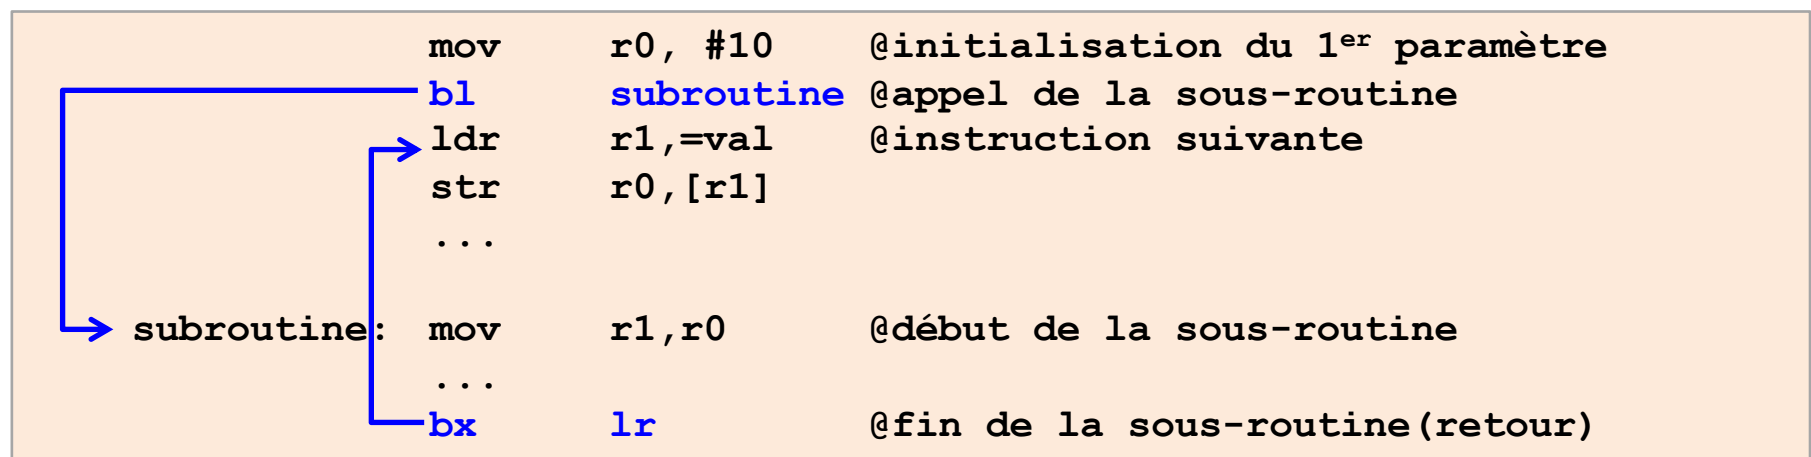 mov r0, #10 @initialisation du 1er paramètre
bl subroutine @appel de la sous-routine
ldr r1,=val @instruction suivante
str r0,[r1]
...
subroutine: mov r1,r0 @début de la sous-routine
...
bx lr @fin de la sous-routine(retour)